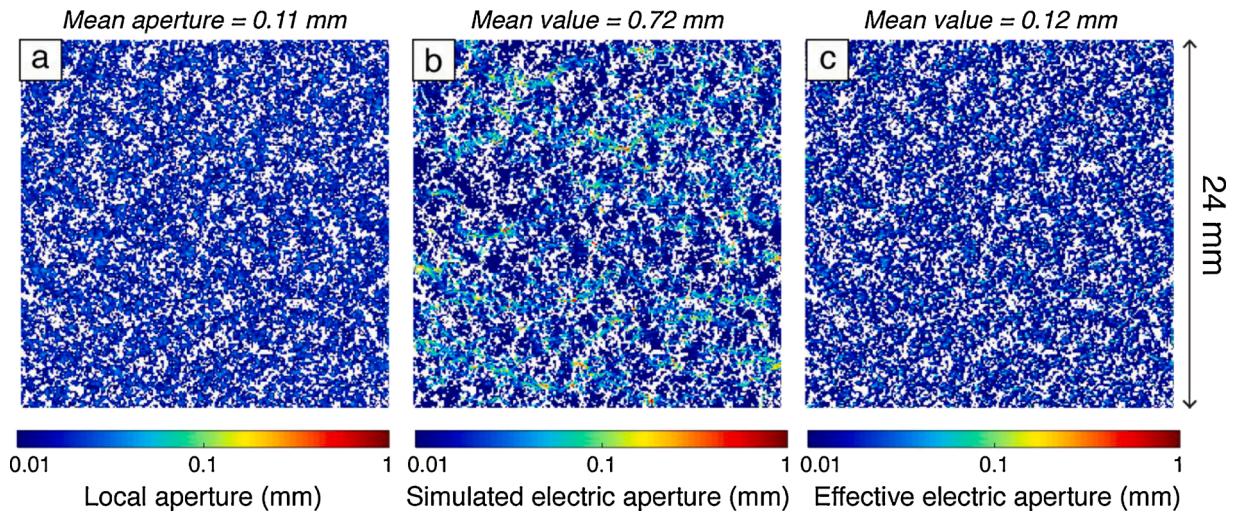 Mean aperture = 0.11 mm
Mean value = 0.72 mm
Mean value = 0.12 mm
a
b
c
24 mm
0.01 0.1 1
0.01 0.1 1
0.01 0.1 1
Local aperture (mm)
Simulated electric aperture (mm)
Effective electric aperture (mm)